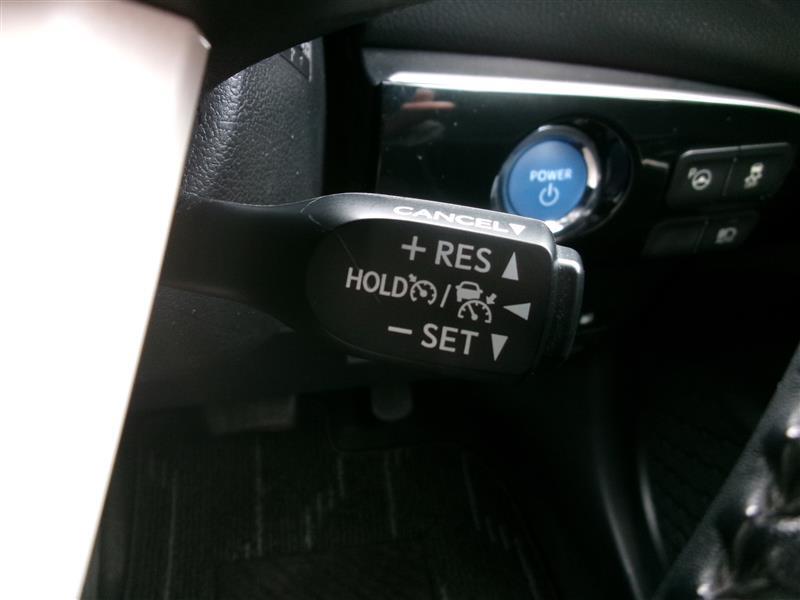 POWER
CANCEL
+ RES
HOLD /
− SET